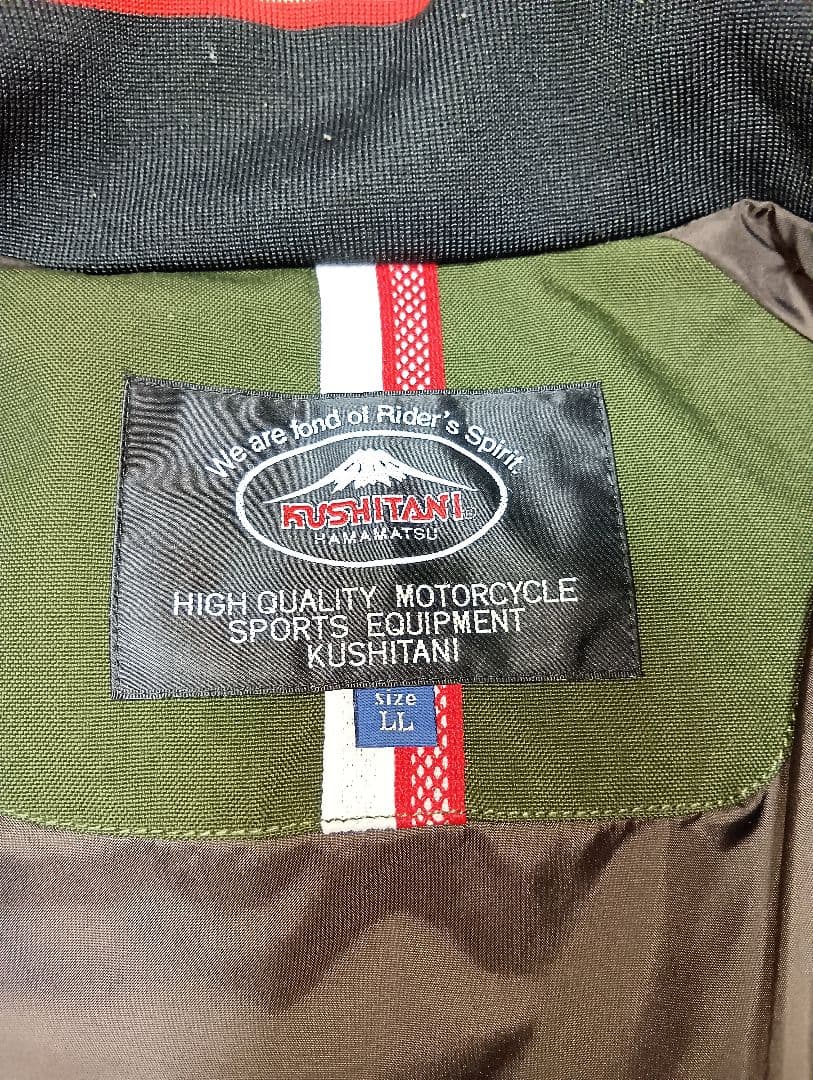 We are fond of Rider's Spirit.
KUSHITANI
HAMAMATSU
HIGH QUALITY MOTORCYCLE
SPORTS EQUIPMENT
KUSHITANI
size
LL